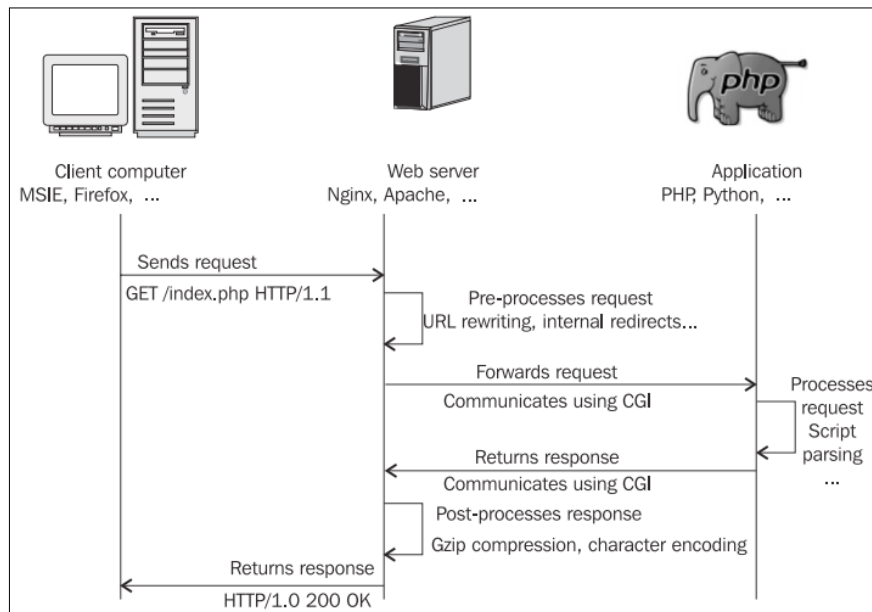 php
Client computer
MSIE, Firefox, ...
Web server
Nginx, Apache, ...
Application
PHP, Python, ...
Sends request
GET /index.php HTTP/1.1
Pre-processes request
URL rewriting, internal redirects...
Forwards request
Communicates using CGI
Processes
request
Script
parsing
...
Returns response
Communicates using CGI
Post-processes response
Gzip compression, character encoding
Returns response
HTTP/1.0 200 OK